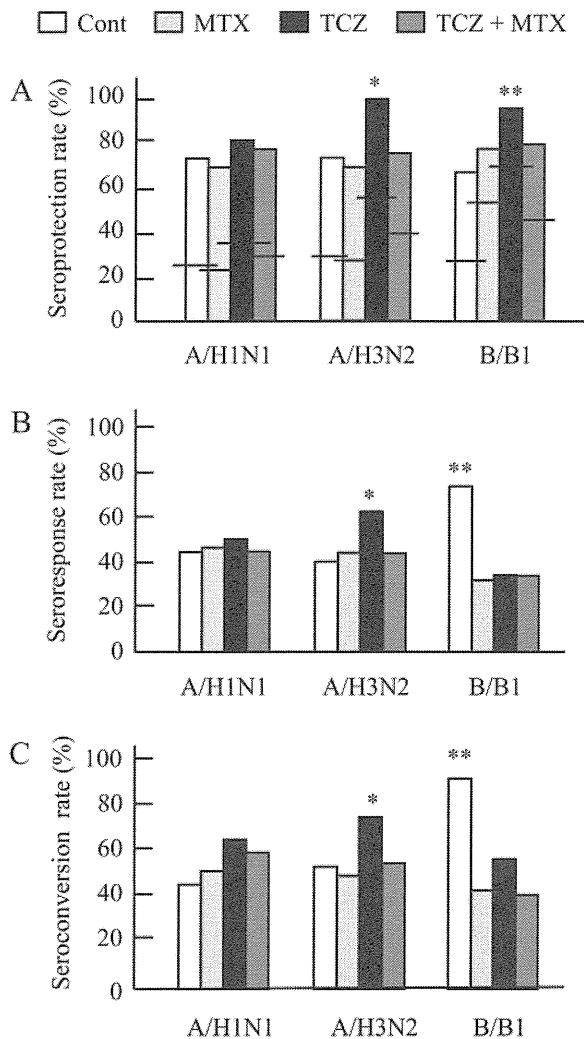 Cont MTX TCZ TCZ + MTX
A
Seroprotection rate (%)
100
80
60
40
20
0
*
**
A/H1N1 A/H3N2 B/B1
B
Seroresponse rate (%)
100
80
60
40
20
0
*
**
A/H1N1 A/H3N2 B/B1
C
Seroconversion rate (%)
100
80
60
40
20
0
*
**
A/H1N1 A/H3N2 B/B1